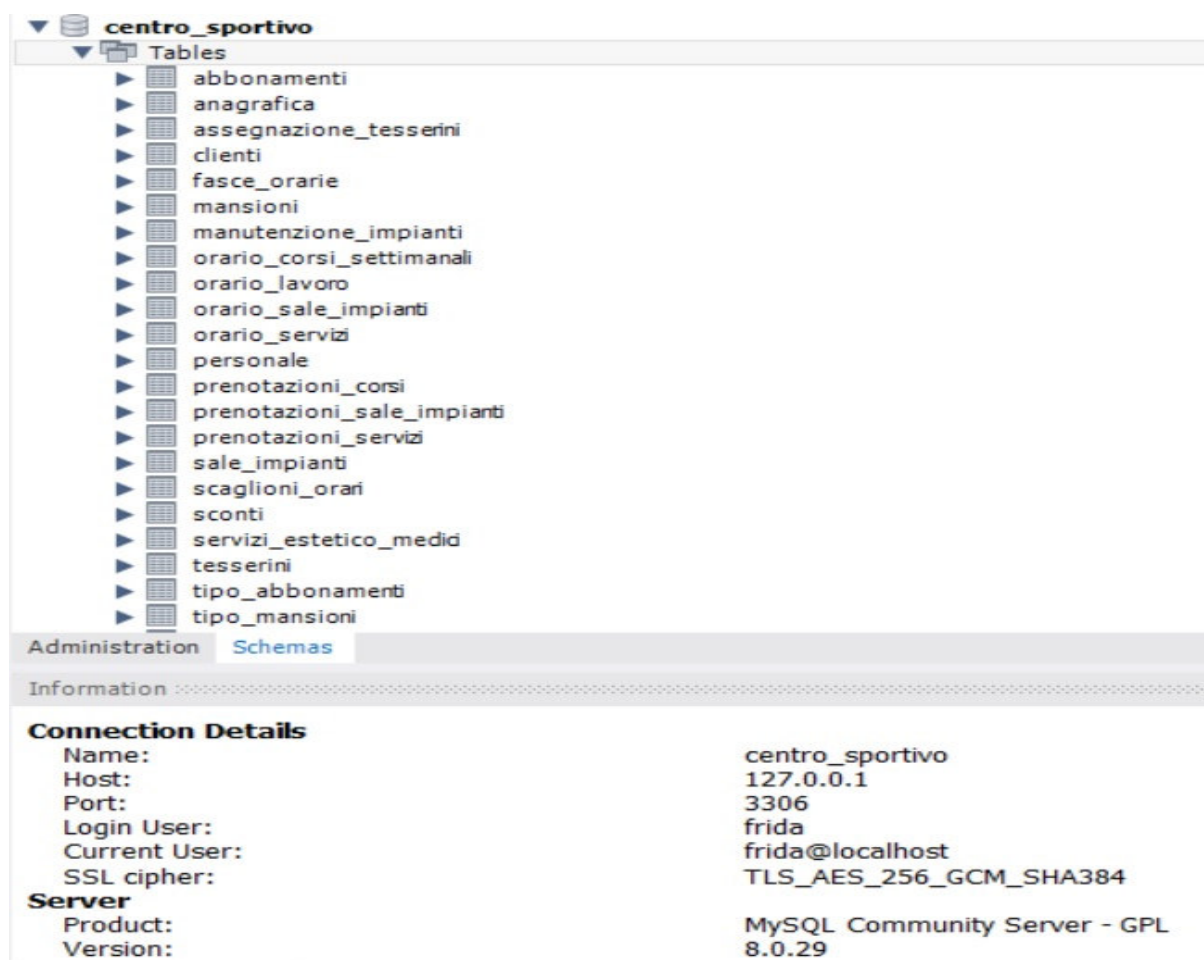 centro_sportivo
Tables
abbonamenti
anagrafica
assegnazione_tesserini
clienti
fasce_orarie
mansioni
manutenzione_impianti
orario_corsi_settimanali
orario_lavoro
orario_sale_impianti
orario_servizi
personale
prenotazioni_corsi
prenotazioni_sale_impianti
prenotazioni_servizi
sale_impianti
scaglioni_orari
sconti
servizi_estetico_medici
tesserini
tipo_abbonamenti
tipo_mansioni
Administration Schemas
Information
Connection Details
Name: centro_sportivo
Host: 127.0.0.1
Port: 3306
Login User: frida
Current User: frida@localhost
SSL cipher: TLS_AES_256_GCM_SHA384
Server
Product: MySQL Community Server - GPL
Version: 8.0.29